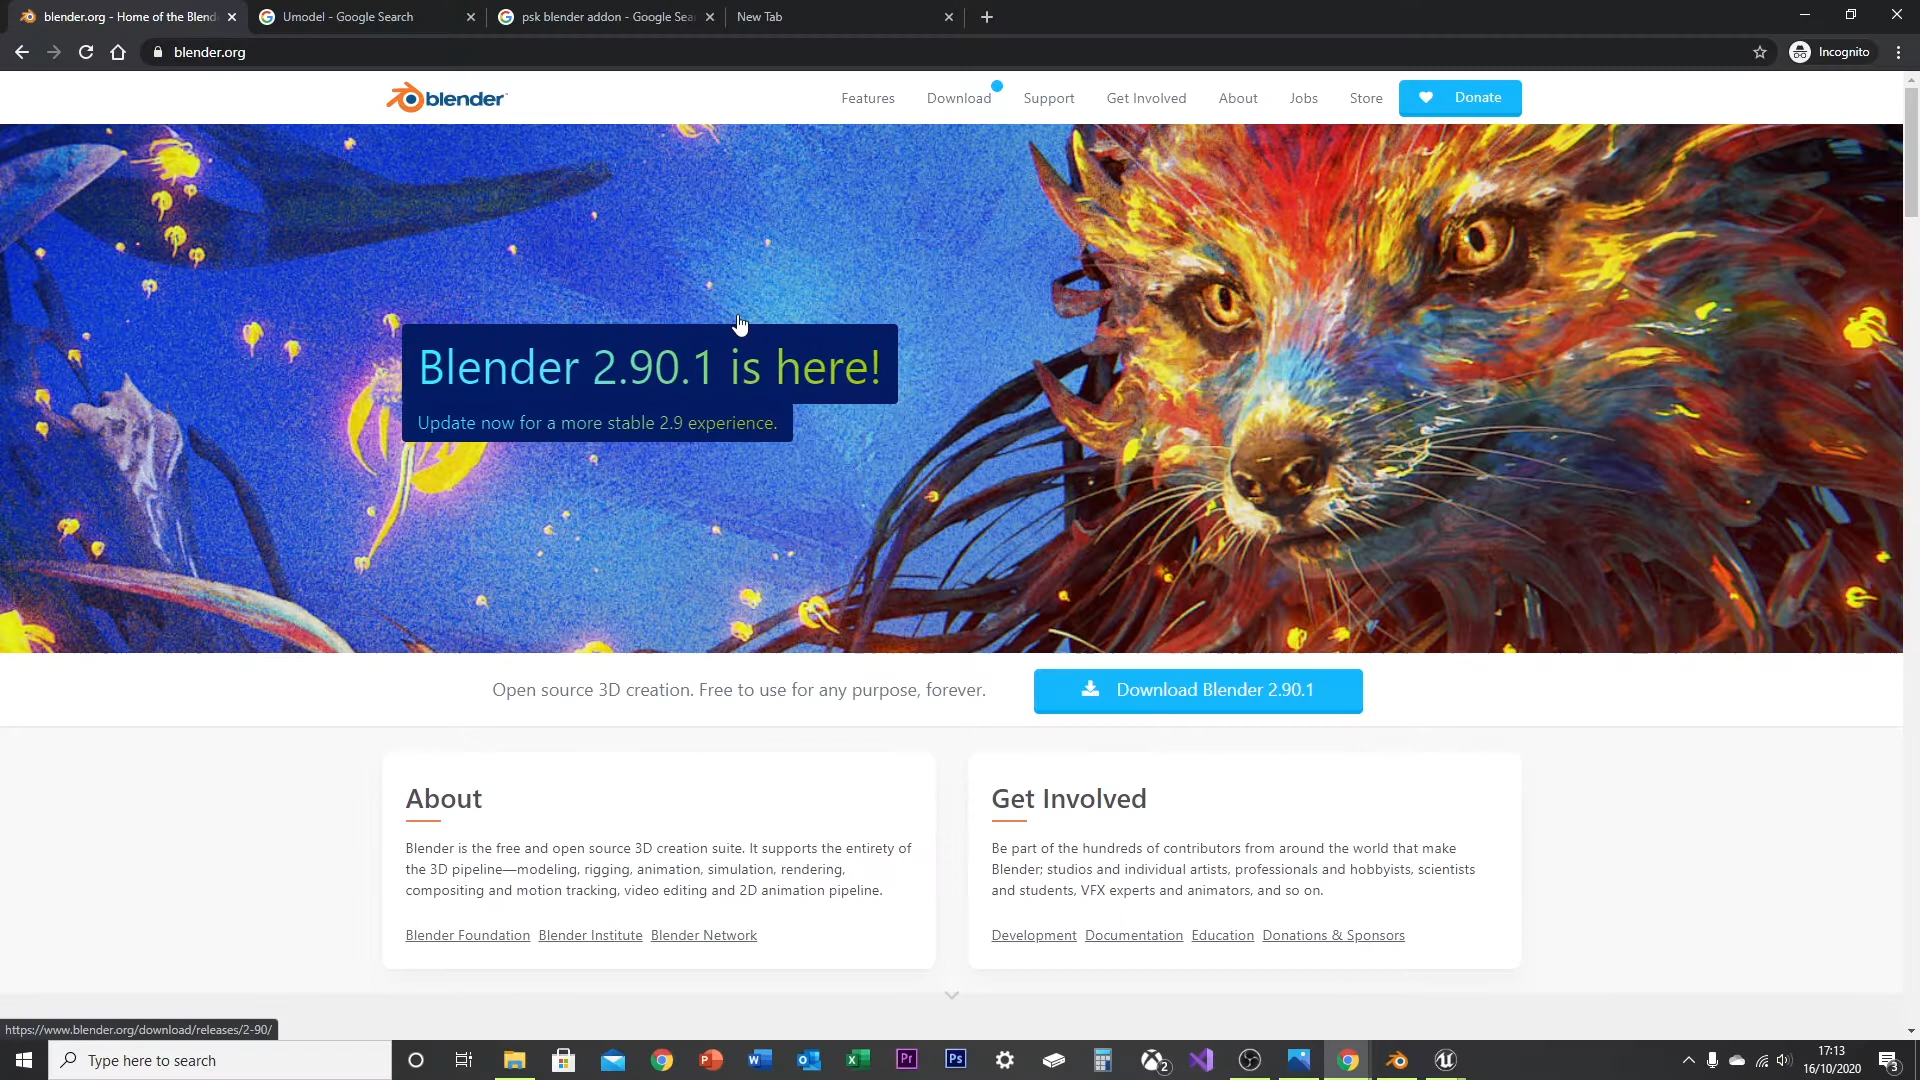 blender.org - Home of the Blend
Umodel - Google Search
psk blender addon - Google Sea
New Tab
blender.org
Incognito
blender
Features
Download
Support
Get Involved
About
Jobs
Store
Donate
Blender 2.90.1 is here!
Update now for a more stable 2.9 experience.
Open source 3D creation. Free to use for any purpose, forever.
Download Blender 2.90.1
About
Blender is the free and open source 3D creation suite. It supports the entirety of
the 3D pipeline—modeling, rigging, animation, simulation, rendering,
compositing and motion tracking, video editing and 2D animation pipeline.
Blender Foundation Blender Institute Blender Network
Get Involved
Be part of the hundreds of contributors from around the world that make
Blender; studios and individual artists, professionals and hobbyists, scientists
and students, VFX experts and animators, and so on.
Development Documentation Education Donations & Sponsors
https://www.blender.org/download/releases/2-90/
Type here to search
Pr
Ps
2
17:13
16/10/2020
3